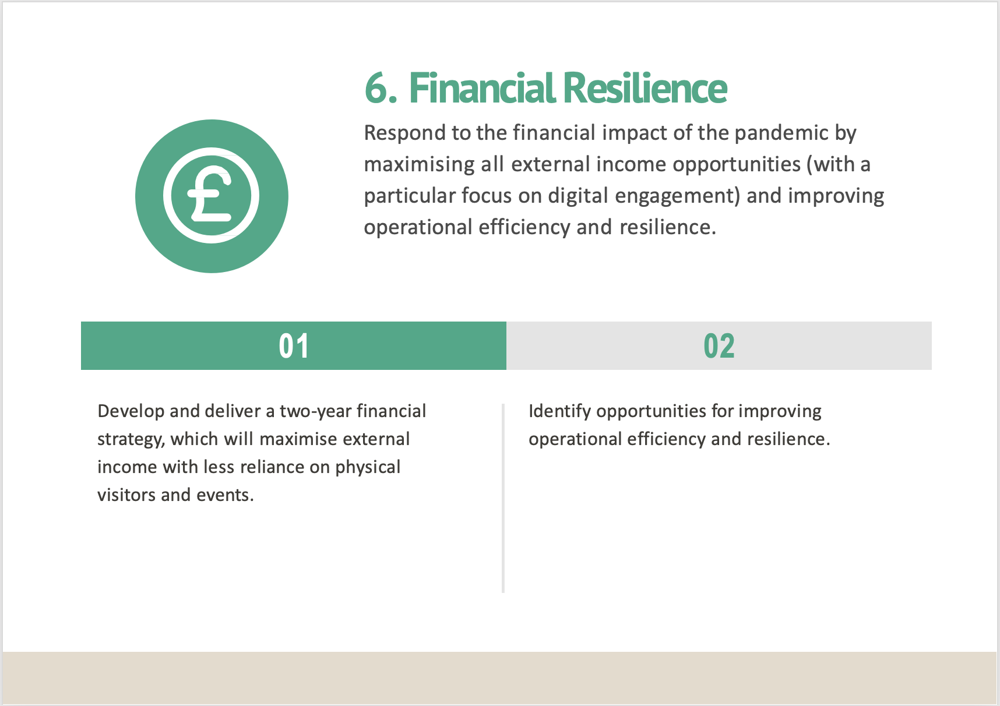 6. Financial Resilience
Respond to the financial impact of the pandemic by
maximising all external income opportunities (with a
particular focus on digital engagement) and improving
operational efficiency and resilience.
£
01
02
Develop and deliver a two-year financial
strategy, which will maximise external
income with less reliance on physical
visitors and events.
Identify opportunities for improving
operational efficiency and resilience.